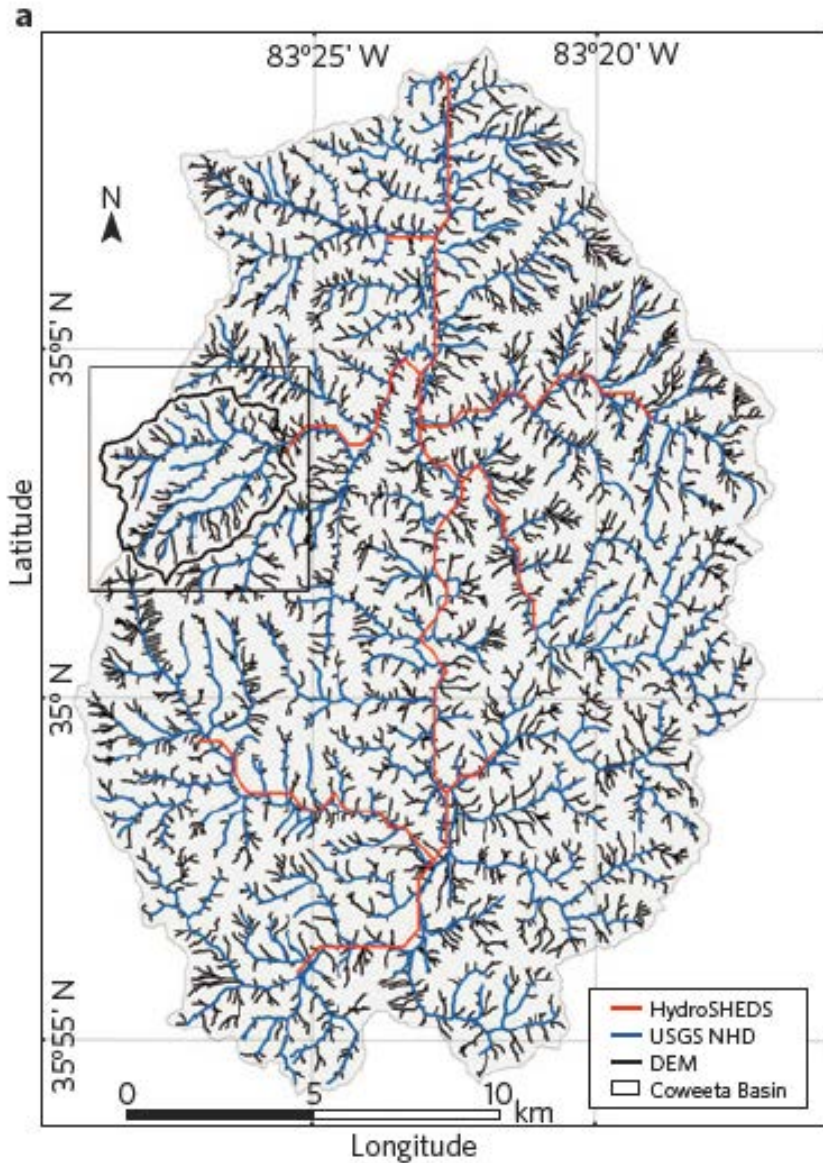 a
83°25' W
83°20' W
N
35°5' N
Latitude
35° N
35°55' N
HydroSHEDS
USGS NHD
DEM
Coweeta Basin
0
5
10
km
Longitude